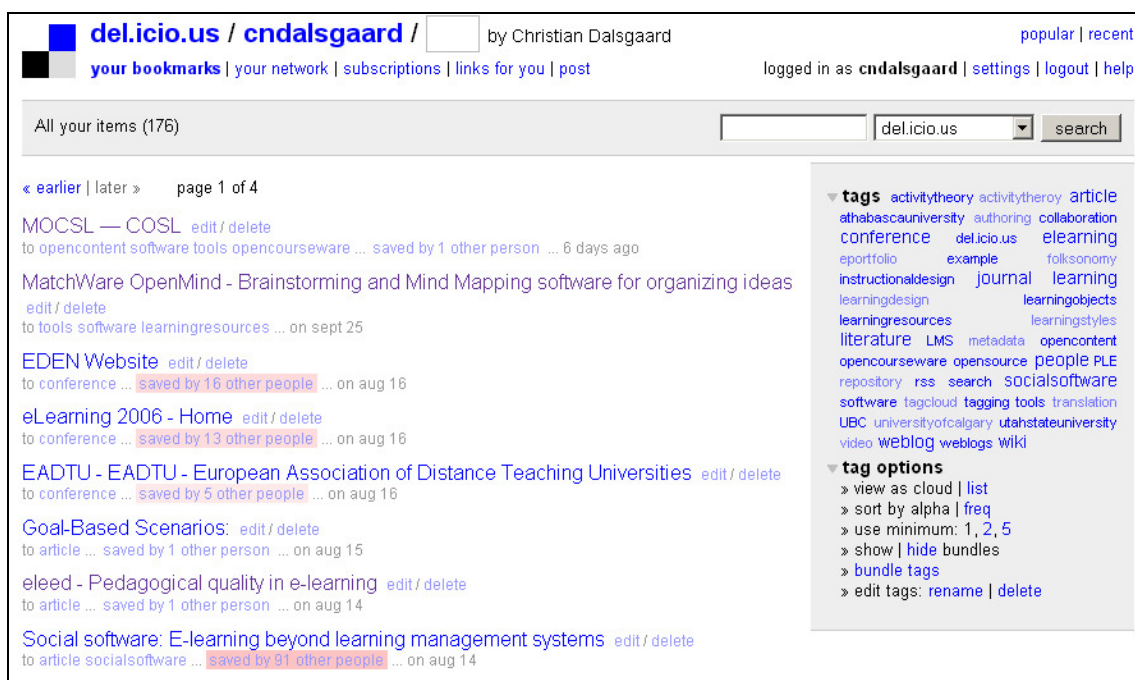 del.icio.us / cndalsgaard / by Christian Dalsgaard
popular | recent
your bookmarks | your network | subscriptions | links for you | post
logged in as cndalsgaard | settings | logout | help
All your items (176)
del.icio.us
search
« earlier | later » page 1 of 4
MOCSL — COSL edit / delete
to opencontent software tools opencourseware ... saved by 1 other person ... 6 days ago
MatchWare OpenMind - Brainstorming and Mind Mapping software for organizing ideas
edit / delete
to tools software learningresources ... on sept 25
EDEN Website edit / delete
to conference ... saved by 16 other people ... on aug 16
eLearning 2006 - Home edit / delete
to conference ... saved by 13 other people ... on aug 16
EADTU - EADTU - European Association of Distance Teaching Universities edit / delete
to conference ... saved by 5 other people ... on aug 16
Goal-Based Scenarios: edit / delete
to article ... saved by 1 other person ... on aug 15
eleed - Pedagogical quality in e-learning edit / delete
to article ... saved by 1 other person ... on aug 14
Social software: E-learning beyond learning management systems edit / delete
to article socialsoftware ... saved by 91 other people ... on aug 14
tags activitytheory activitytheroy article
athabascauniversity authoring collaboration
conference del.icio.us elearning
eportfolio example folksonomy
instructionaldesign journal learning
learningdesign learningobjects
learningresources learningstyles
literature LMS metadata opencontent
opencourseware opensource people PLE
repository rss search socialsoftware
software tagcloud tagging tools translation
UBC universityofcalgary utahstateuniversity
video weblog weblogs wiki
tag options
» view as cloud | list
» sort by alpha | freq
» use minimum: 1, 2, 5
» show | hide bundles
» bundle tags
» edit tags: rename | delete